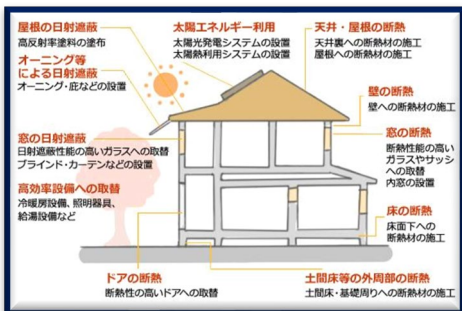 屋根の日射遮蔽
高反射率塗料の塗布
オーニング等
による日射遮蔽
オーニング・庇などの設置
窓の日射遮蔽
日射遮蔽性能の高いガラスへの取替
ブラインド・カーテンなどの設置
高効率設備への取替
冷暖房設備、照明器具、
給湯設備など
太陽エネルギー利用
太陽光発電システムの設置
太陽熱利用システムの設置
天井・屋根の断熱
天井裏への断熱材の施工
屋根への断熱材の施工
壁の断熱
壁への断熱材の施工
窓の断熱
断熱性能の高い
ガラスやサッシ
への取替
内窓の設置
床の断熱
床面下への
断熱材の施工
ドアの断熱
断熱性の高いドアへの取替
土間床等の外周部の断熱
土間床・基礎周りへの断熱材の施工